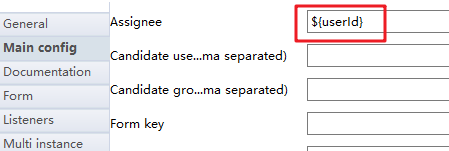 General
Main config
Documentation
Form
Listeners
Multi instance
Assignee
${userId}
Candidate use...ma separated)
Candidate gro...ma separated)
Form key